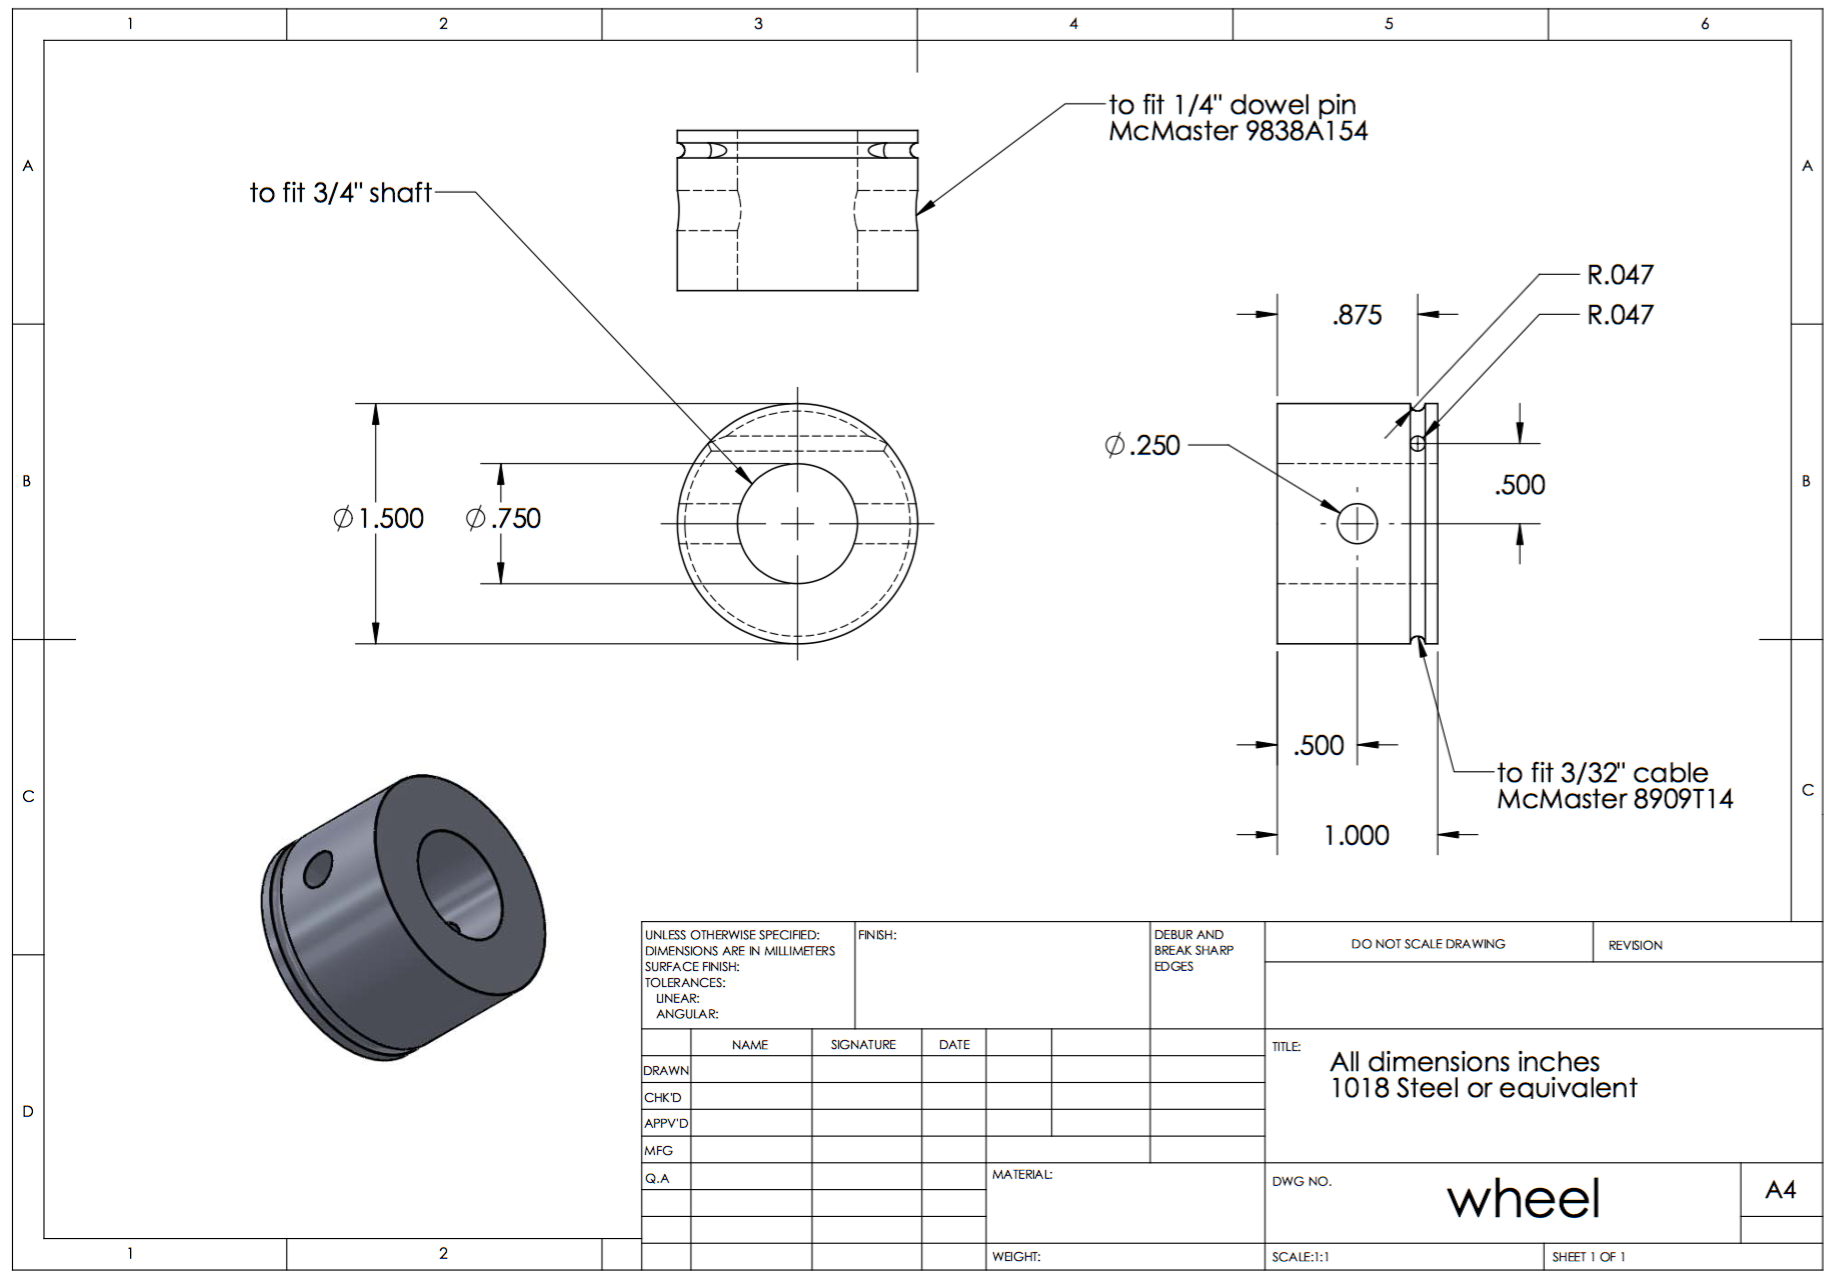 1 2 3 4 5 6
A
A
to fit 1/4" dowel pin
McMaster 9838A154
to fit 3/4" shaft
R.047
R.047
.875
∅.250
.500
B
B
∅1.500
∅.750
.500
to fit 3/32" cable
McMaster 8909T14
1.000
C
C
D
UNLESS OTHERWISE SPECIFIED:
DIMENSIONS ARE IN MILLIMETERS
SURFACE FINISH:
TOLERANCES:
LINEAR:
ANGULAR:
FINISH:
DEBUR AND
BREAK SHARP
EDGES
DO NOT SCALE DRAWING
REVISION
NAME SIGNATURE DATE
DRAWN
CHK'D
APPV'D
MFG
Q.A
TITLE:
All dimensions inches
1018 Steel or equivalent
MATERIAL:
DWG NO.
wheel
A4
WEIGHT:
SCALE:1:1
SHEET 1 OF 1
1 2